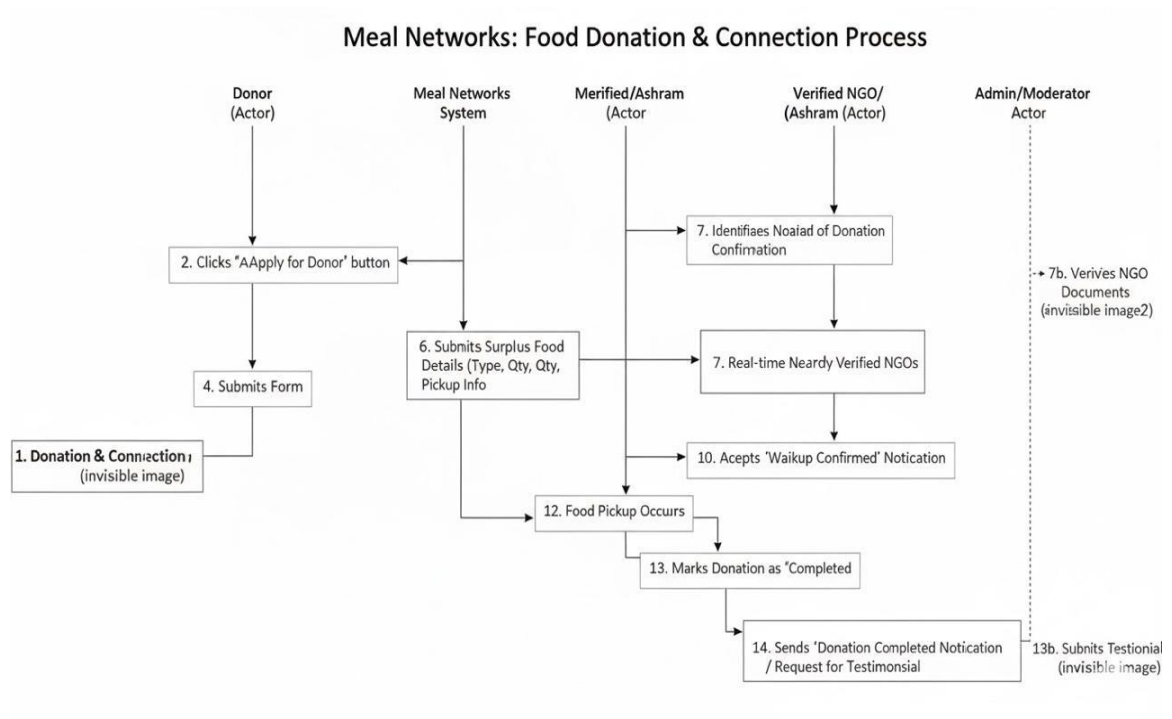 Meal Networks: Food Donation & Connection Process
Donor
(Actor)
Meal Networks
System
Merified/Ashram
(Actor
Verified NGO/
(Ashram (Actor)
Admin/Moderator
Actor
7. Identifiaes Noaiad of Donation
Confirmation
2. Clicks "AApply for Donor' button
7b. Verives NGO
Documents
(invisible image2)
6. Submits Surplus Food
Details (Type, Qty, Qty,
Pickup Info
7. Real-time Neardy Verified NGOs
4. Submits Form
1. Donation & Connection
(invisible image)
10. Acepts 'Waikup Confirmed' Notication
12. Food Pickup Occurs
13. Marks Donation as "Completed
14. Sends 'Donation Completed Notication
/ Request for Testimonsial
13b. Subnits Testionial
(invisible image)